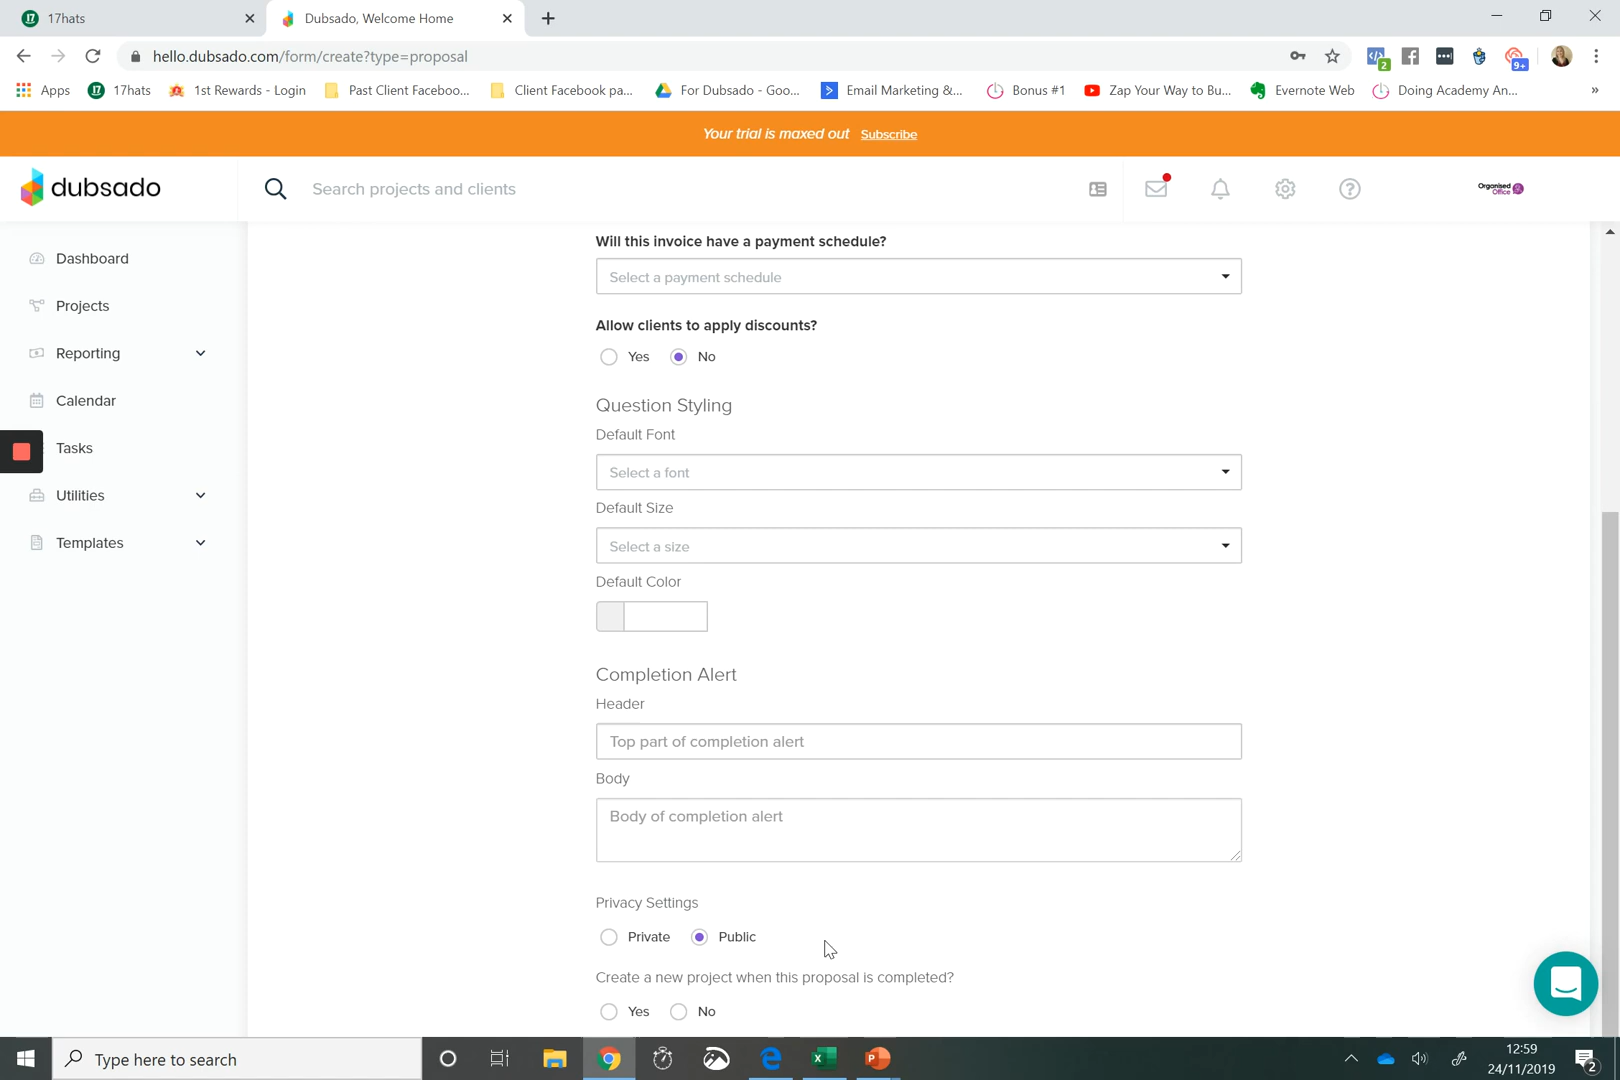 17hats
Dubsado, Welcome Home
hello.dubsado.com/form/create?type=proposal
2
9+
Apps
17hats
1st Rewards - Login
Past Client Faceboo...
Client Facebook pa...
For Dubsado - Goo...
Email Marketing &...
Bonus #1
Zap Your Way to Bu...
Evernote Web
Doing Academy An...
»
Your trial is maxed out Subscribe
dubsado
Search projects and clients
Organised
Office
Dashboard
Projects
Reporting
Calendar
Tasks
Utilities
Templates
Will this invoice have a payment schedule?
Select a payment schedule
Allow clients to apply discounts?
Yes No
Question Styling
Default Font
Select a font
Default Size
Select a size
Default Color
Completion Alert
Header
Top part of completion alert
Body
Body of completion alert
Privacy Settings
Private Public
Create a new project when this proposal is completed?
Yes No
Type here to search
12:59
24/11/2019
2